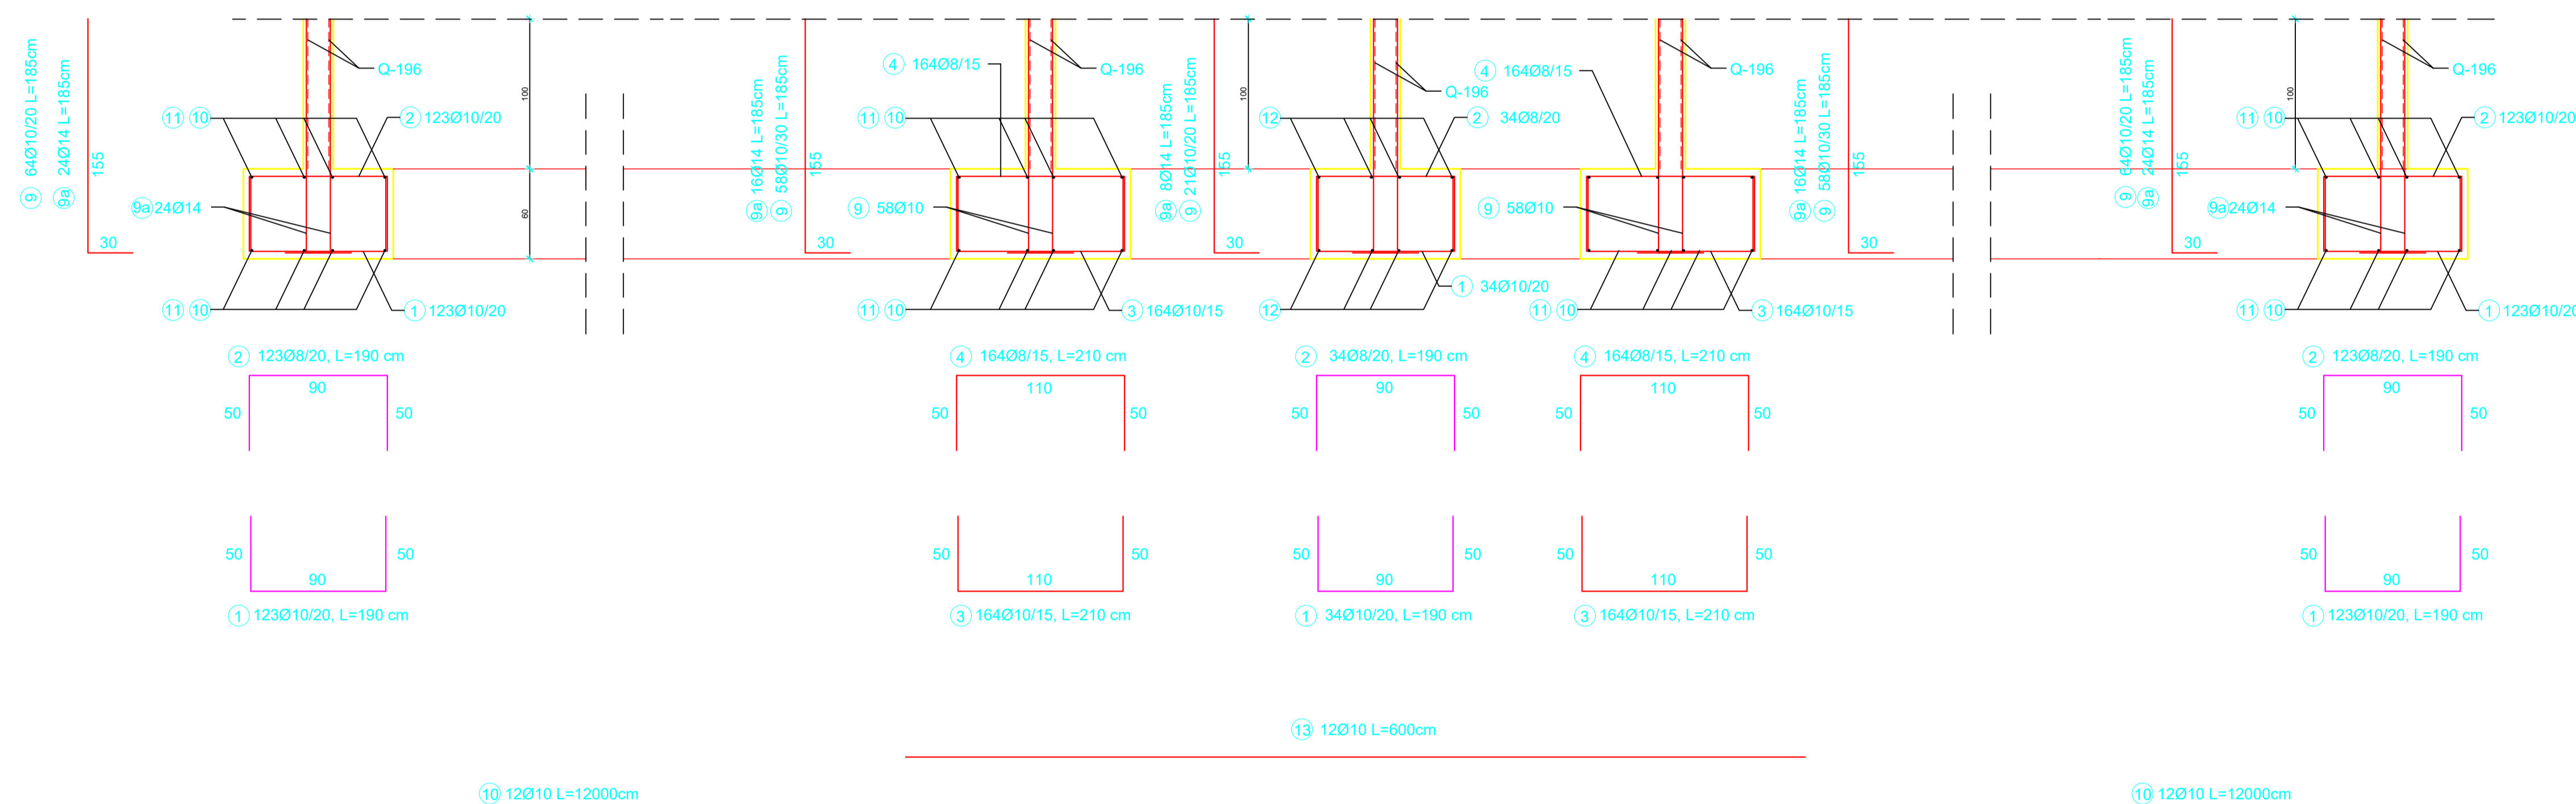 9 64Ø10/20 L=185cm
9a 24Ø14 L=185cm
155
30
Q-196
11 10
2 123Ø10/20
9a 24Ø14
11 10
1 123Ø10/20
100
60
9a 16Ø14 L=185cm
9 58Ø10/30 L=185cm
155
30
4 164Ø8/15
Q-196
11 10
9 58Ø10
11 10
3 164Ø10/15
9a 8Ø14 L=185cm
9 21Ø10/20 L=185cm
155
30
100
Q-196
12
2 34Ø8/20
12
1 34Ø10/20
4 164Ø8/15
Q-196
9 58Ø10
11 10
3 164Ø10/15
9a 16Ø14 L=185cm
9 58Ø10/30 L=185cm
155
30
9 64Ø10/20 L=185cm
9a 24Ø14 L=185cm
155
30
100
Q-196
11 10
2 123Ø10/20
9a 24Ø14
11 10
1 123Ø10/20
2 123Ø8/20, L=190 cm
90
50 50
4 164Ø8/15, L=210 cm
110
50 50
2 34Ø8/20, L=190 cm
90
50 50
4 164Ø8/15, L=210 cm
110
50 50
2 123Ø8/20, L=190 cm
90
50 50
50 50
90
1 123Ø10/20, L=190 cm
50 50
110
3 164Ø10/15, L=210 cm
50 50
90
1 34Ø10/20, L=190 cm
50 50
110
3 164Ø10/15, L=210 cm
50 50
90
1 123Ø10/20, L=190 cm
13 12Ø10 L=600cm
10 12Ø10 L=12000cm
10 12Ø10 L=12000cm